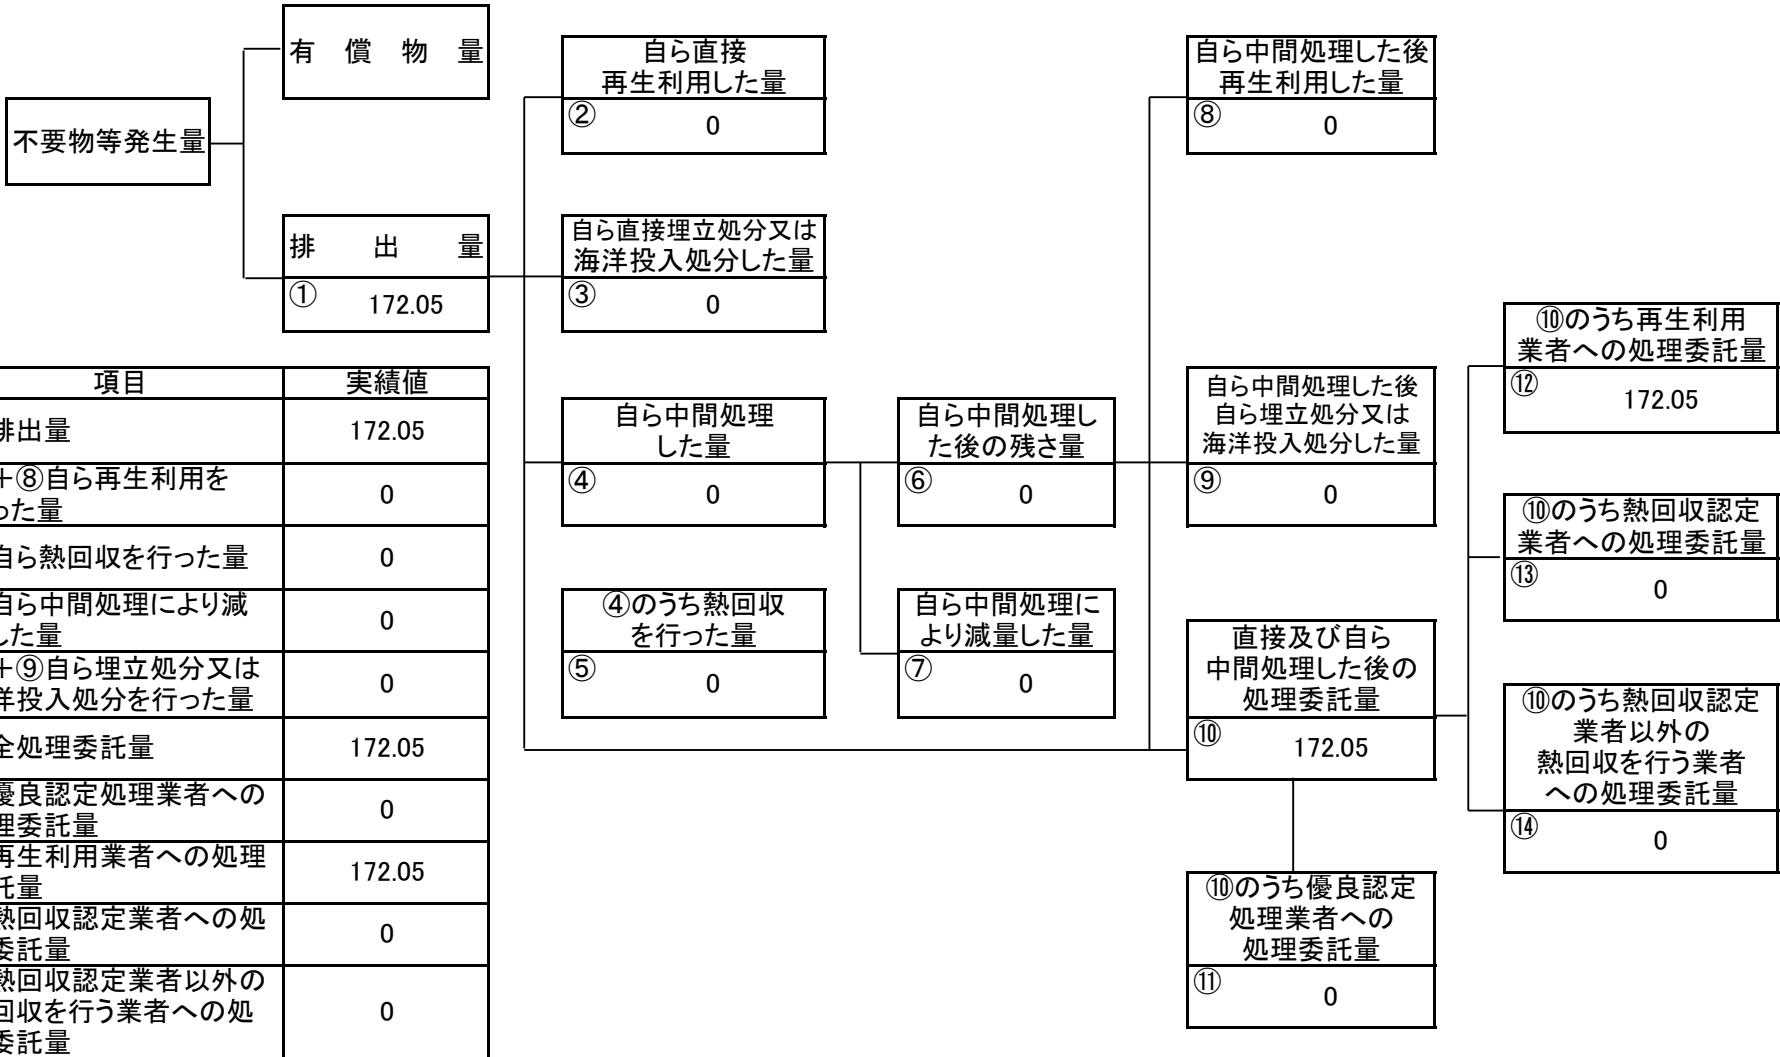 有 償 物 量
不要物等発生量
排 出 量
① 172.05
自ら直接
再生利用した量
② 0
自ら直接埋立処分又は
海洋投入処分した量
③ 0
自ら中間処理
した量
④ 0
④のうち熱回収
を行った量
⑤ 0
自ら中間処理し
た後の残さ量
⑥ 0
自ら中間処理に
より減量した量
⑦ 0
自ら中間処理した後
再生利用した量
⑧ 0
自ら中間処理した後
自ら埋立処分又は
海洋投入処分した量
⑨ 0
直接及び自ら
中間処理した後の
処理委託量
⑩ 172.05
⑩のうち優良認定
処理業者への
処理委託量
⑪ 0
⑩のうち再生利用
業者への処理委託量
⑫ 172.05
⑩のうち熱回収認定
業者への処理委託量
⑬ 0
⑩のうち熱回収認定
業者以外の
熱回収を行う業者
への処理委託量
⑭ 0
項目 実績値
排出量 172.05
+⑧自ら再生利用を
った量 0
自ら熱回収を行った量 0
自ら中間処理により減
した量 0
+⑨自ら埋立処分又は
洋投入処分を行った量 0
全処理委託量 172.05
優良認定処理業者への
理委託量 0
再生利用業者への処理
託量 172.05
熱回収認定業者への処
委託量 0
熱回収認定業者以外の
回収を行う業者への処
委託量 0